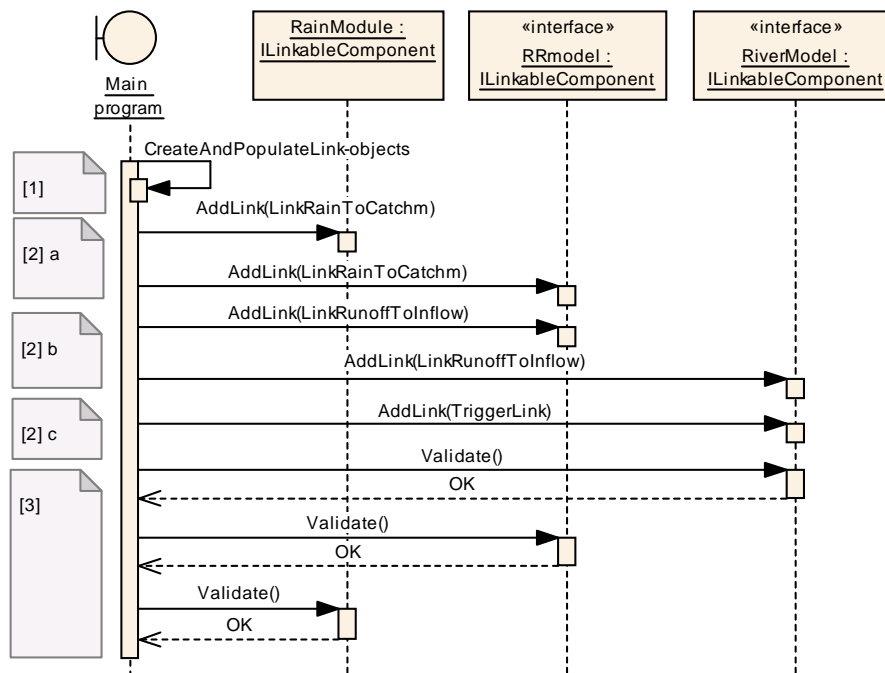 RainModule :
ILinkableComponent
«interface»
RRmodel :
ILinkableComponent
«interface»
RiverModel :
ILinkableComponent
Main
program
CreateAndPopulateLink-objects
[1]
AddLink(LinkRainToCatchm)
[2] a
AddLink(LinkRainToCatchm)
AddLink(LinkRunoffToInflow)
[2] b
AddLink(LinkRunoffToInflow)
AddLink(TriggerLink)
[2] c
Validate()
OK
[3]
Validate()
OK
Validate()
OK